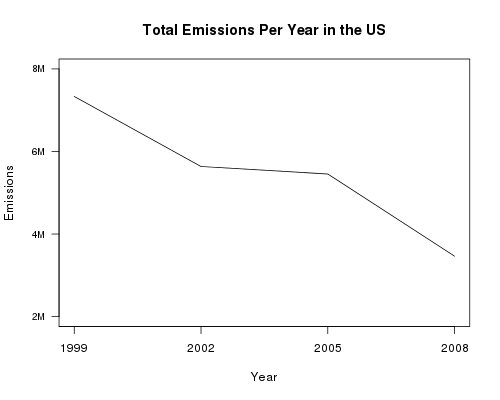 Total Emissions Per Year in the US
8M
6M
4M
2M
Emissions
1999 2002 2005 2008
Year